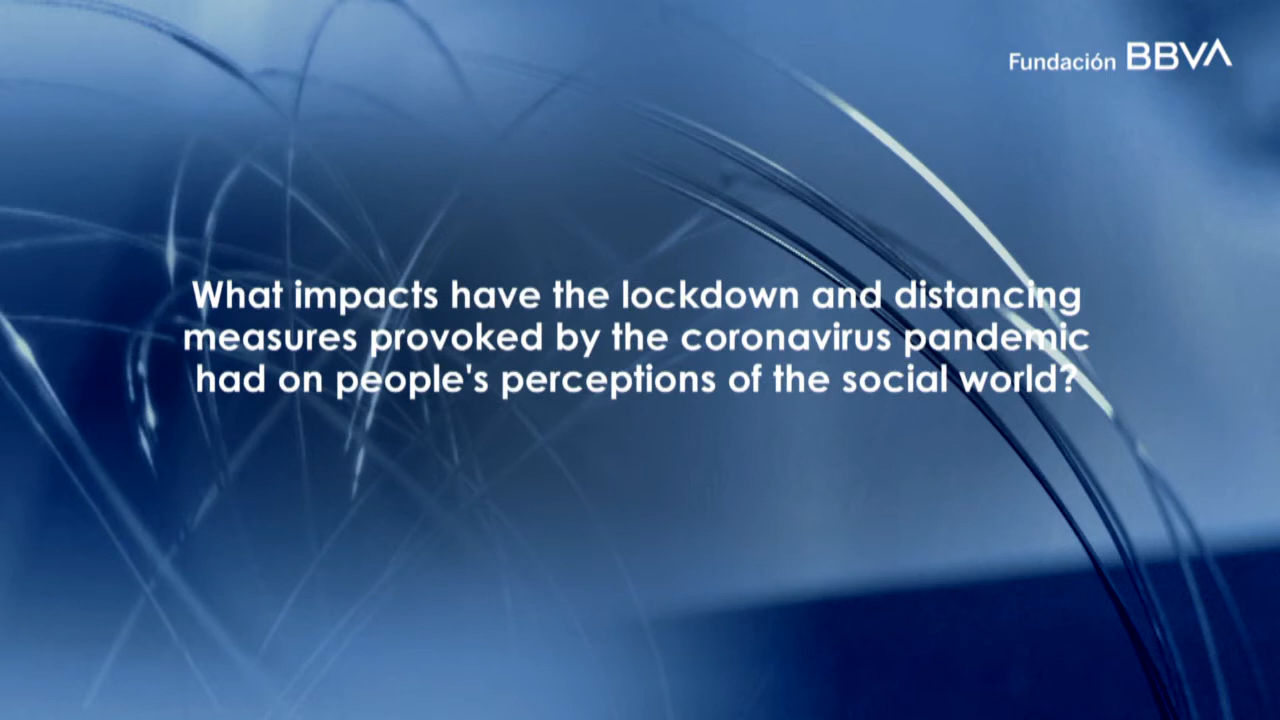 Fundación BBVA
What impacts have the lockdown and distancing
measures provoked by the coronavirus pandemic
had on people's perceptions of the social world?